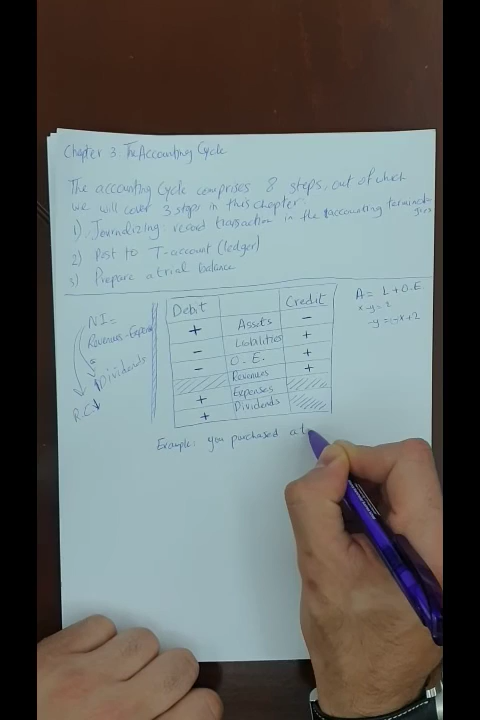 Chapter 3: The Accounting Cycle
The accounting Cycle comprises 8 steps, out of which
we will cover 3 steps in this chapter:
1) Journalizing: record transaction in the accounting
2) Post to T-account (ledger)
3) Prepare a trial balance
Debit Credit
+ Assets -
- Liabilities +
- O.E. +
Revenues +
+ Expenses
+ Dividends
NI =
Revenues - Expenses
Dividends
R.E
A = L + O.E
x - y = 2
-y = -x + 2
Example: you purchased a